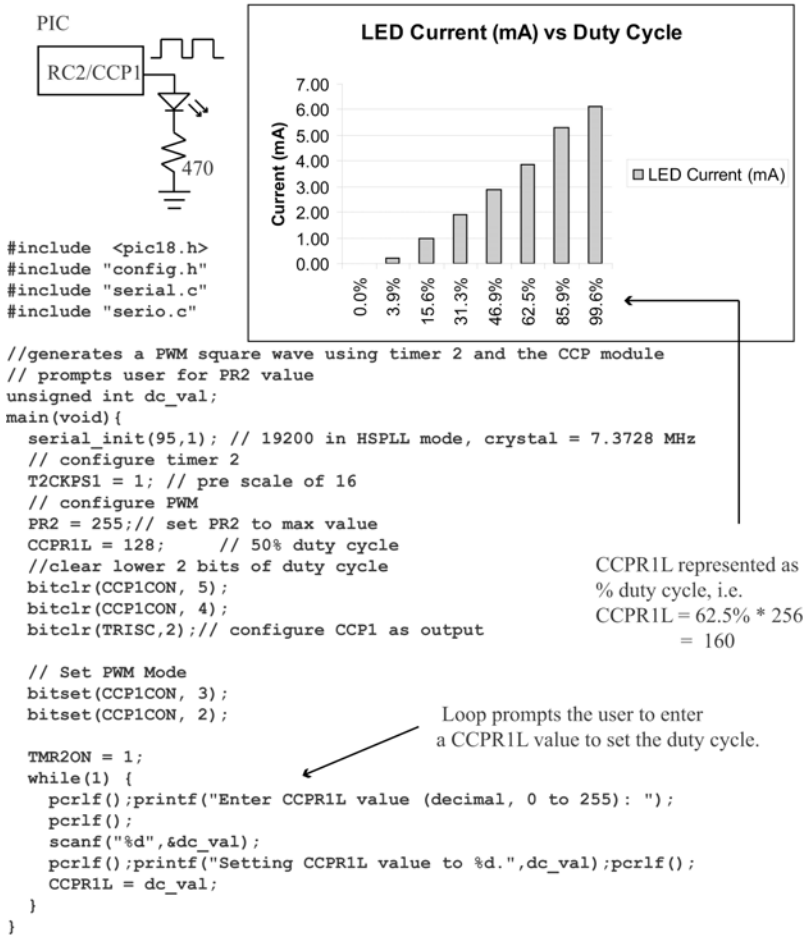 PIC
RC2/CCP1
470
LED Current (mA) vs Duty Cycle
Current (mA)
7.00
6.00
5.00
4.00
3.00
2.00
1.00
0.00
0.0%
3.9%
15.6%
31.3%
46.9%
62.5%
85.9%
99.6%
LED Current (mA)
#include  <pic18.h>
#include "config.h"
#include "serial.c"
#include "serio.c"
//generates a PWM square wave using timer 2 and the CCP module
// prompts user for PR2 value
unsigned int dc_val;
main(void){
  serial_init(95,1); // 19200 in HSPLL mode, crystal = 7.3728 MHz
  // configure timer 2
  T2CKPS1 = 1; // pre scale of 16
  // configure PWM
  PR2 = 255;// set PR2 to max value
  CCPR1L = 128;    // 50% duty cycle
  //clear lower 2 bits of duty cycle
  bitclr(CCP1CON, 5);
  bitclr(CCP1CON, 4);
  bitclr(TRISC,2);// configure CCP1 as output
  // Set PWM Mode
  bitset(CCP1CON, 3);
  bitset(CCP1CON, 2);
  TMR2ON = 1;
  while(1) {
    pcrlf();printf("Enter CCPR1L value (decimal, 0 to 255): ");
    pcrlf();
    scanf("%d",&dc_val);
    pcrlf();printf("Setting CCPR1L value to %d.",dc_val);pcrlf();
    CCPR1L = dc_val;
  }
}
CCPR1L represented as
% duty cycle, i.e.
CCPR1L = 62.5% * 256
= 160
Loop prompts the user to enter
a CCPR1L value to set the duty cycle.